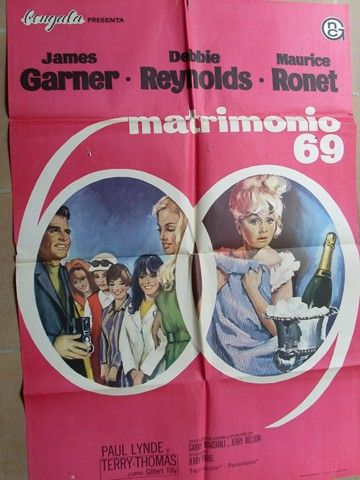 bengala PRESENTA
James Debbie Maurice
Garner · Reynolds · Ronet
matrimonio
69
PAUL LYNDE y
TERRY-THOMAS
como Gilbert Tilly
GARRY MARSHALL y JERRY BELSON
JERRY PARIS
Technicolor · Panavision